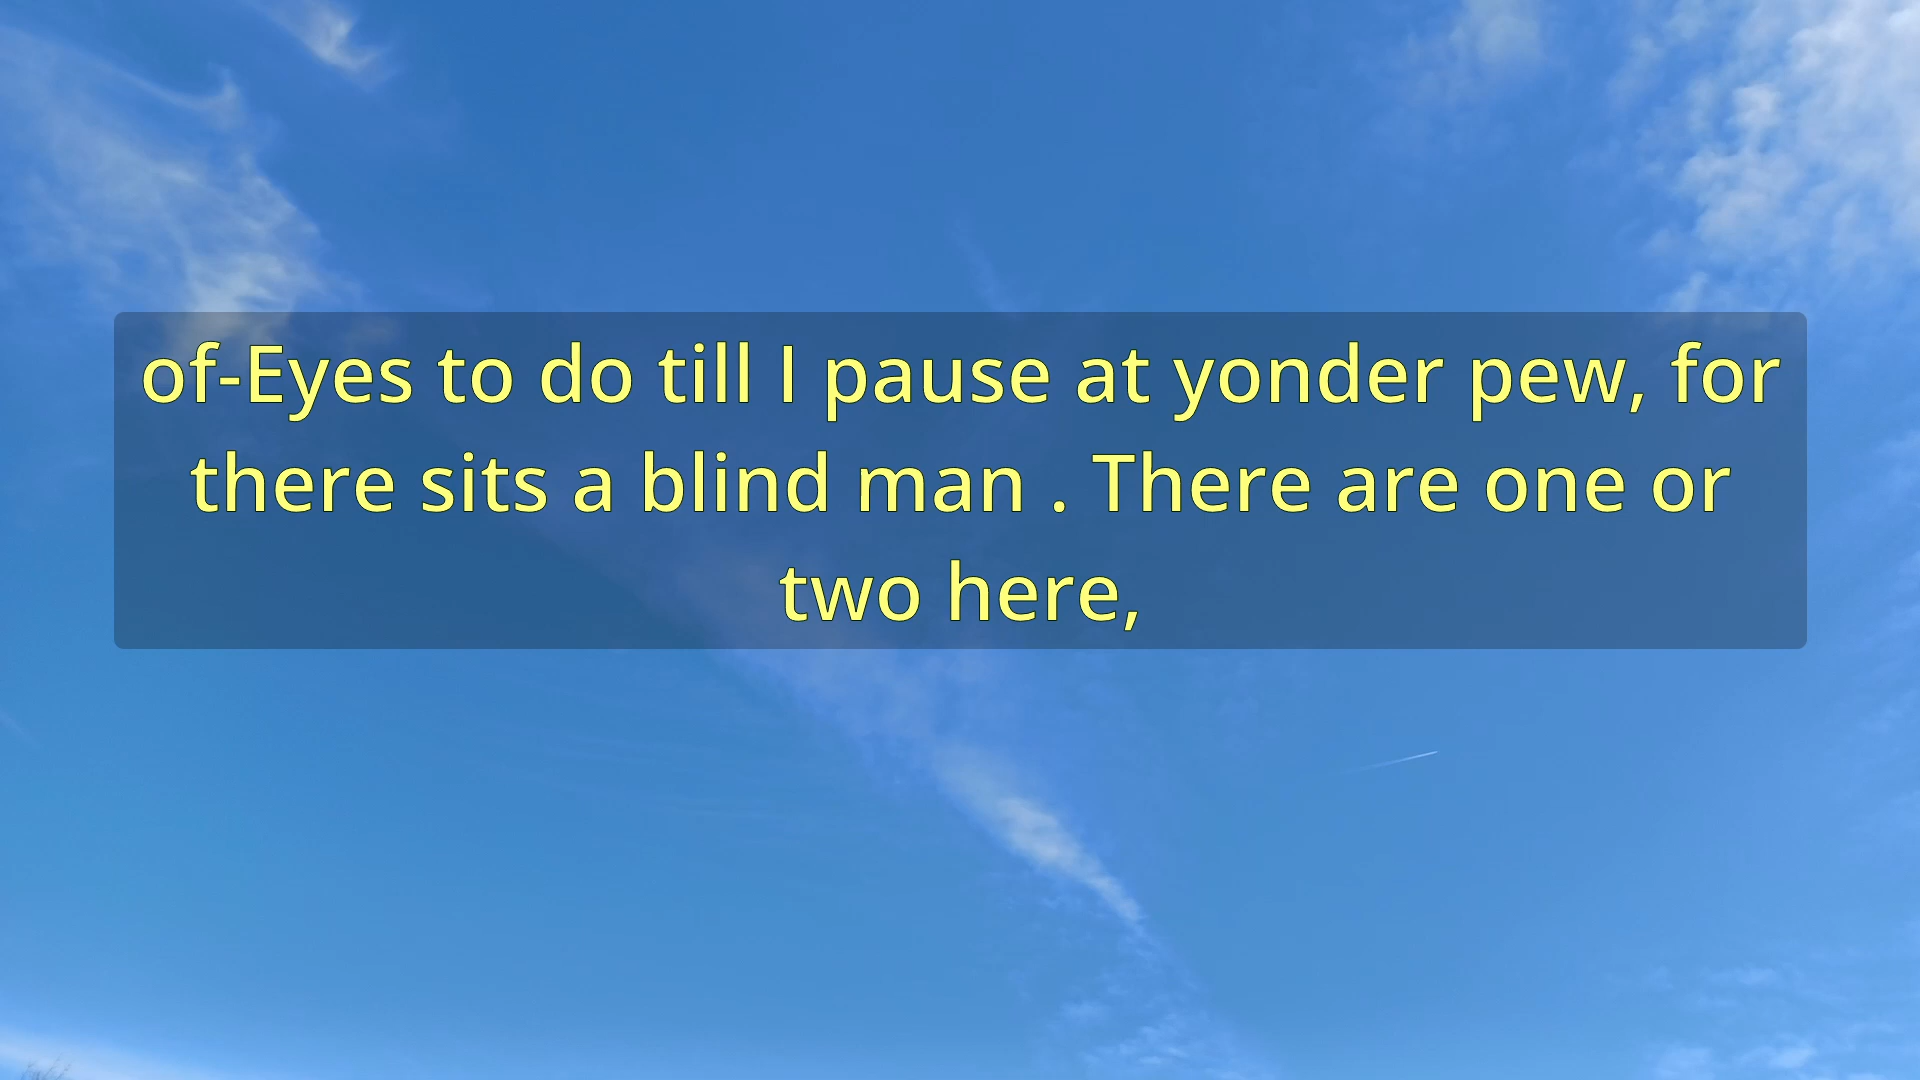 of-Eyes to do till I pause at yonder pew, for
there sits a blind man . There are one or
two here,